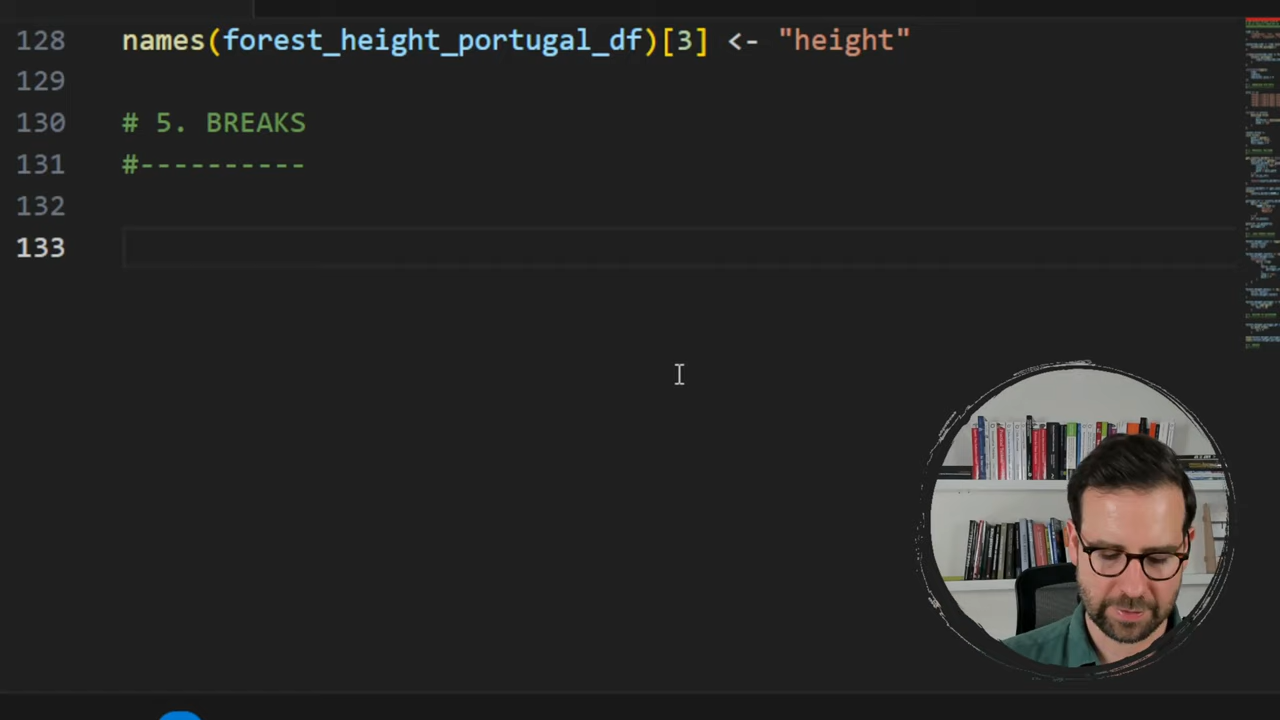 128 names(forest_height_portugal_df)[3] <- "height"
129
130 # 5. BREAKS
131 #----------
132
133